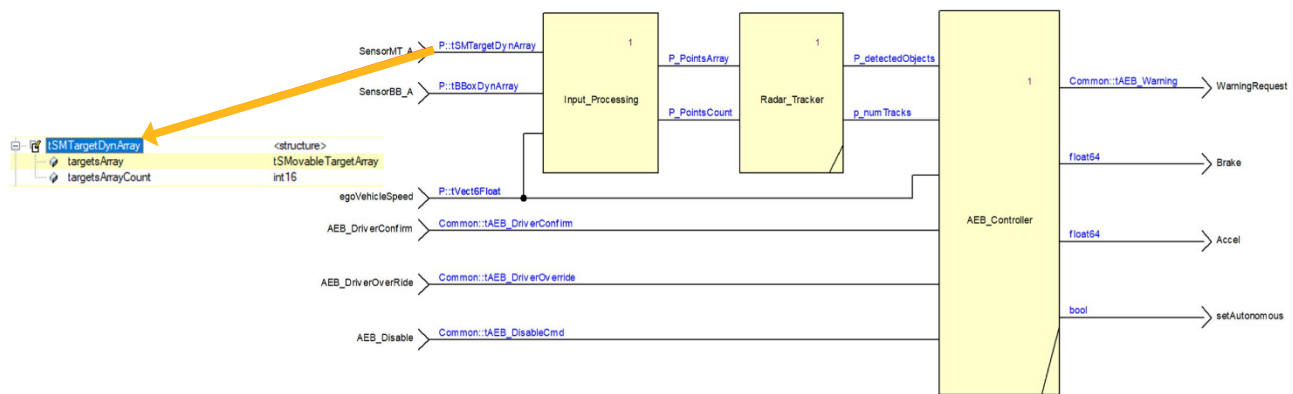 SensorMT_A
P::tSMTargetDynArray
SensorBB_A
P::tBBoxDynArray
1
Input_Processing
P_PointsArray
P_PointsCount
1
Radar_Tracker
P_detectedObjects
p_numTracks
1
AEB_Controller
Common::tAEB_Warning
WarningRequest
float64
Brake
float64
Accel
bool
setAutonomous
tSMTargetDynArray <structure>
targetsArray tSMovableTargetArray
targetsArrayCount int16
egoVehicleSpeed
P::tVect6Float
AEB_DriverConfirm
Common::tAEB_DriverConfirm
AEB_DriverOverRide
Common::tAEB_DriverOverride
AEB_Disable
Common::tAEB_DisableCmd